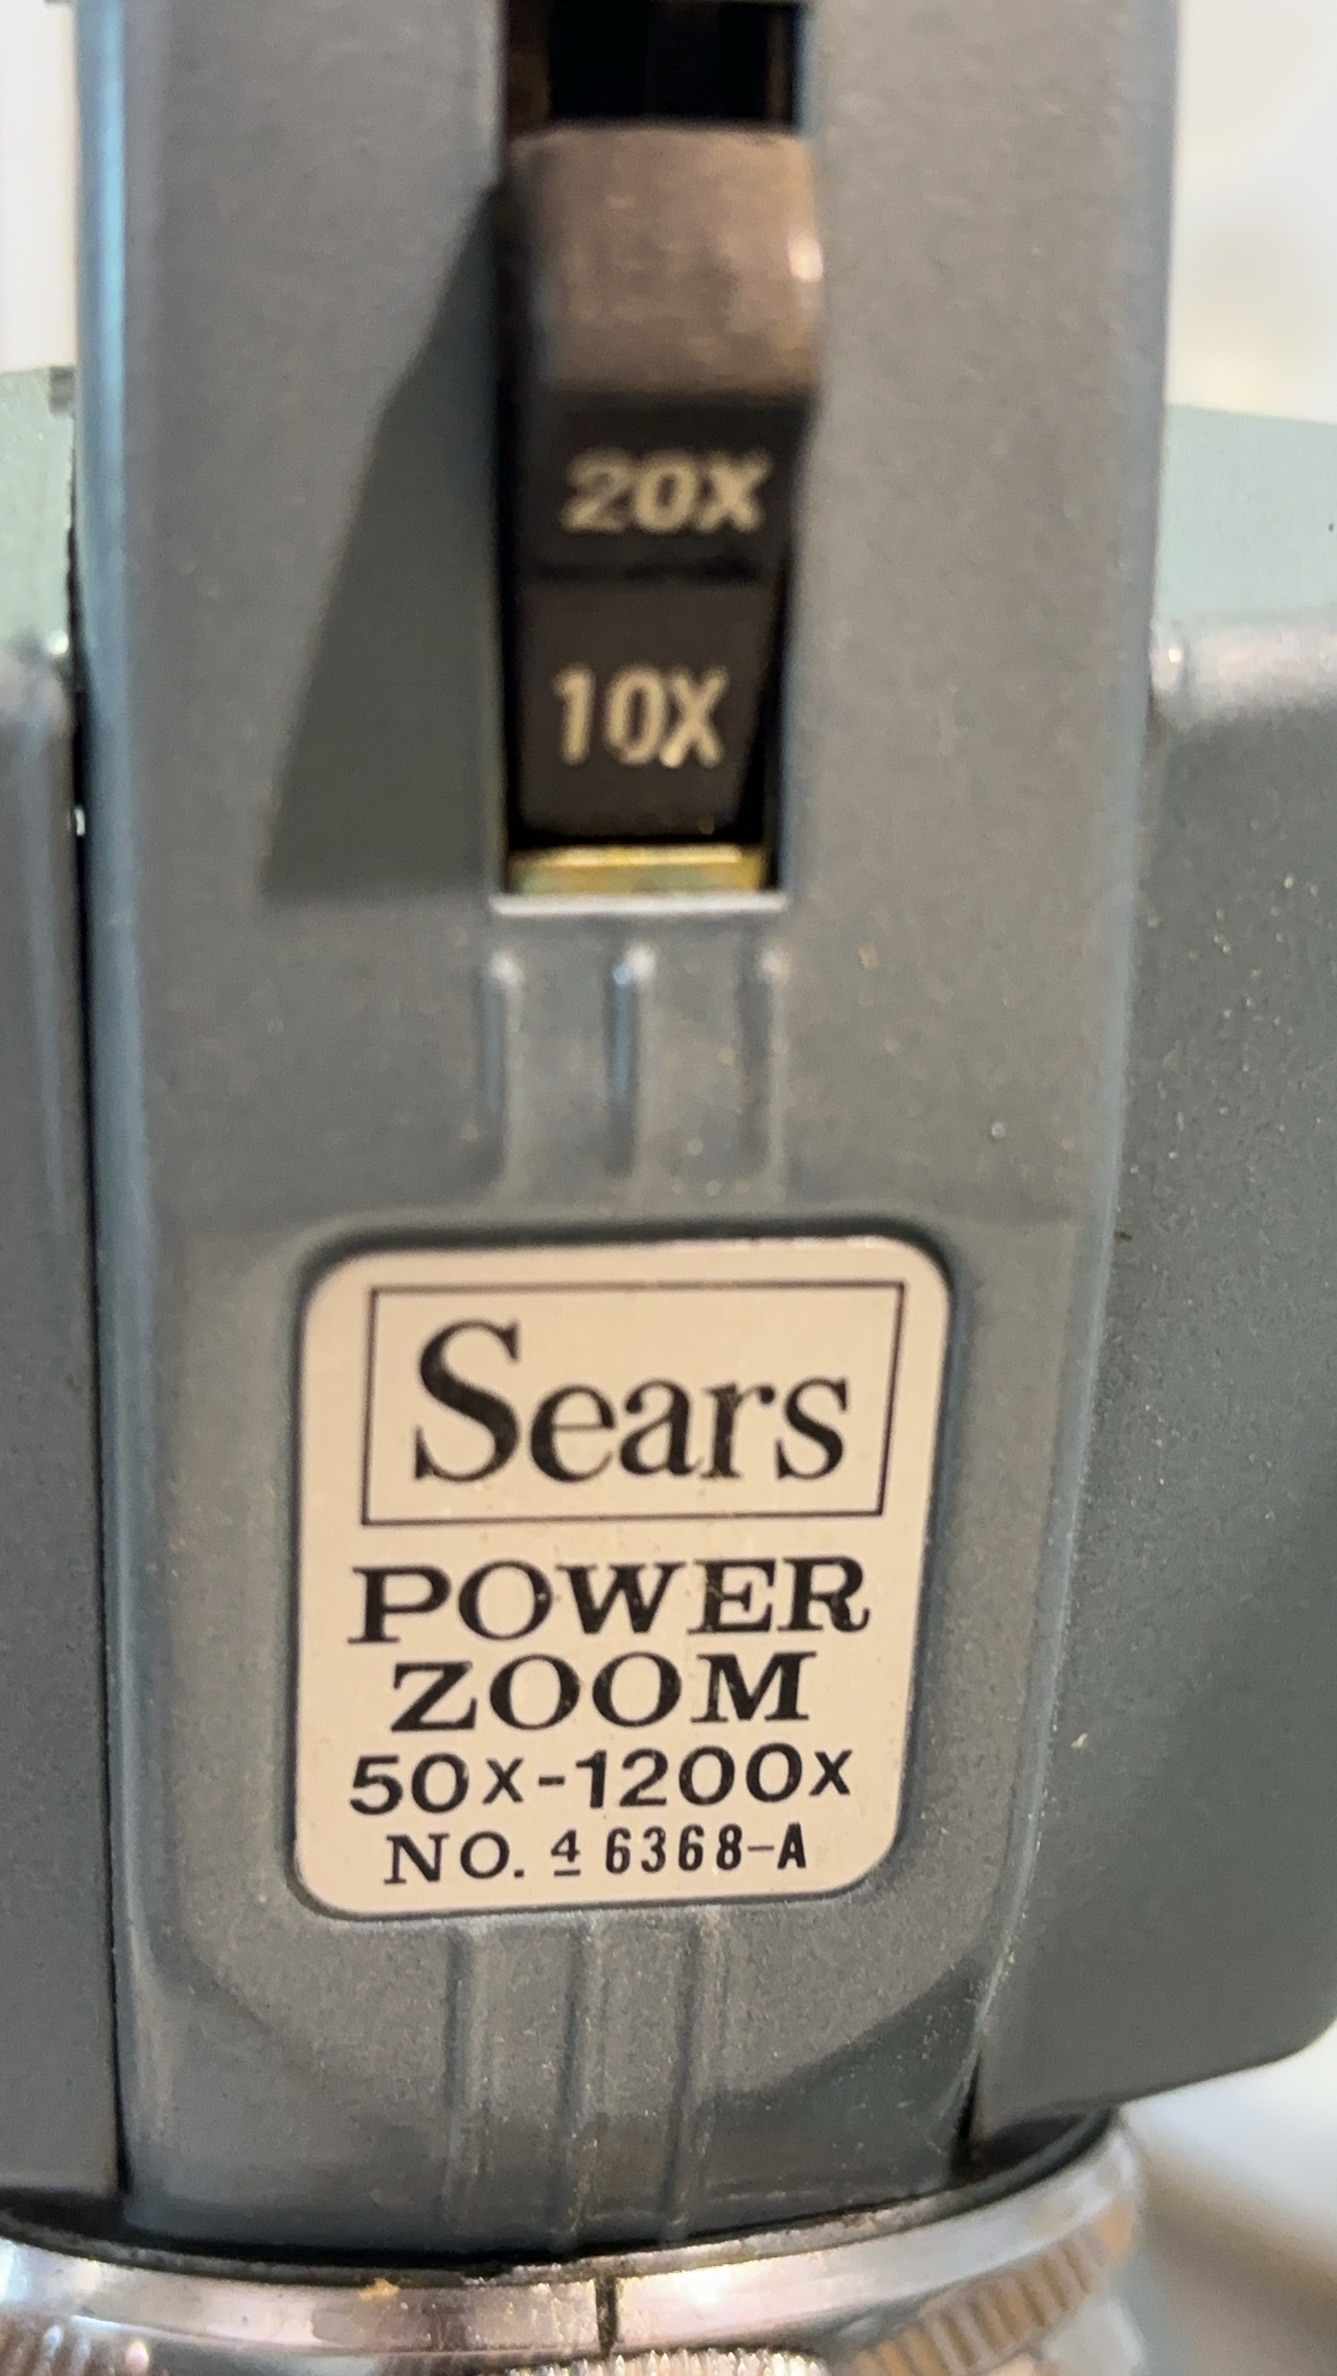 20X
10X
Sears
POWER
ZOOM
50x-1200x
NO. 4 6368-A